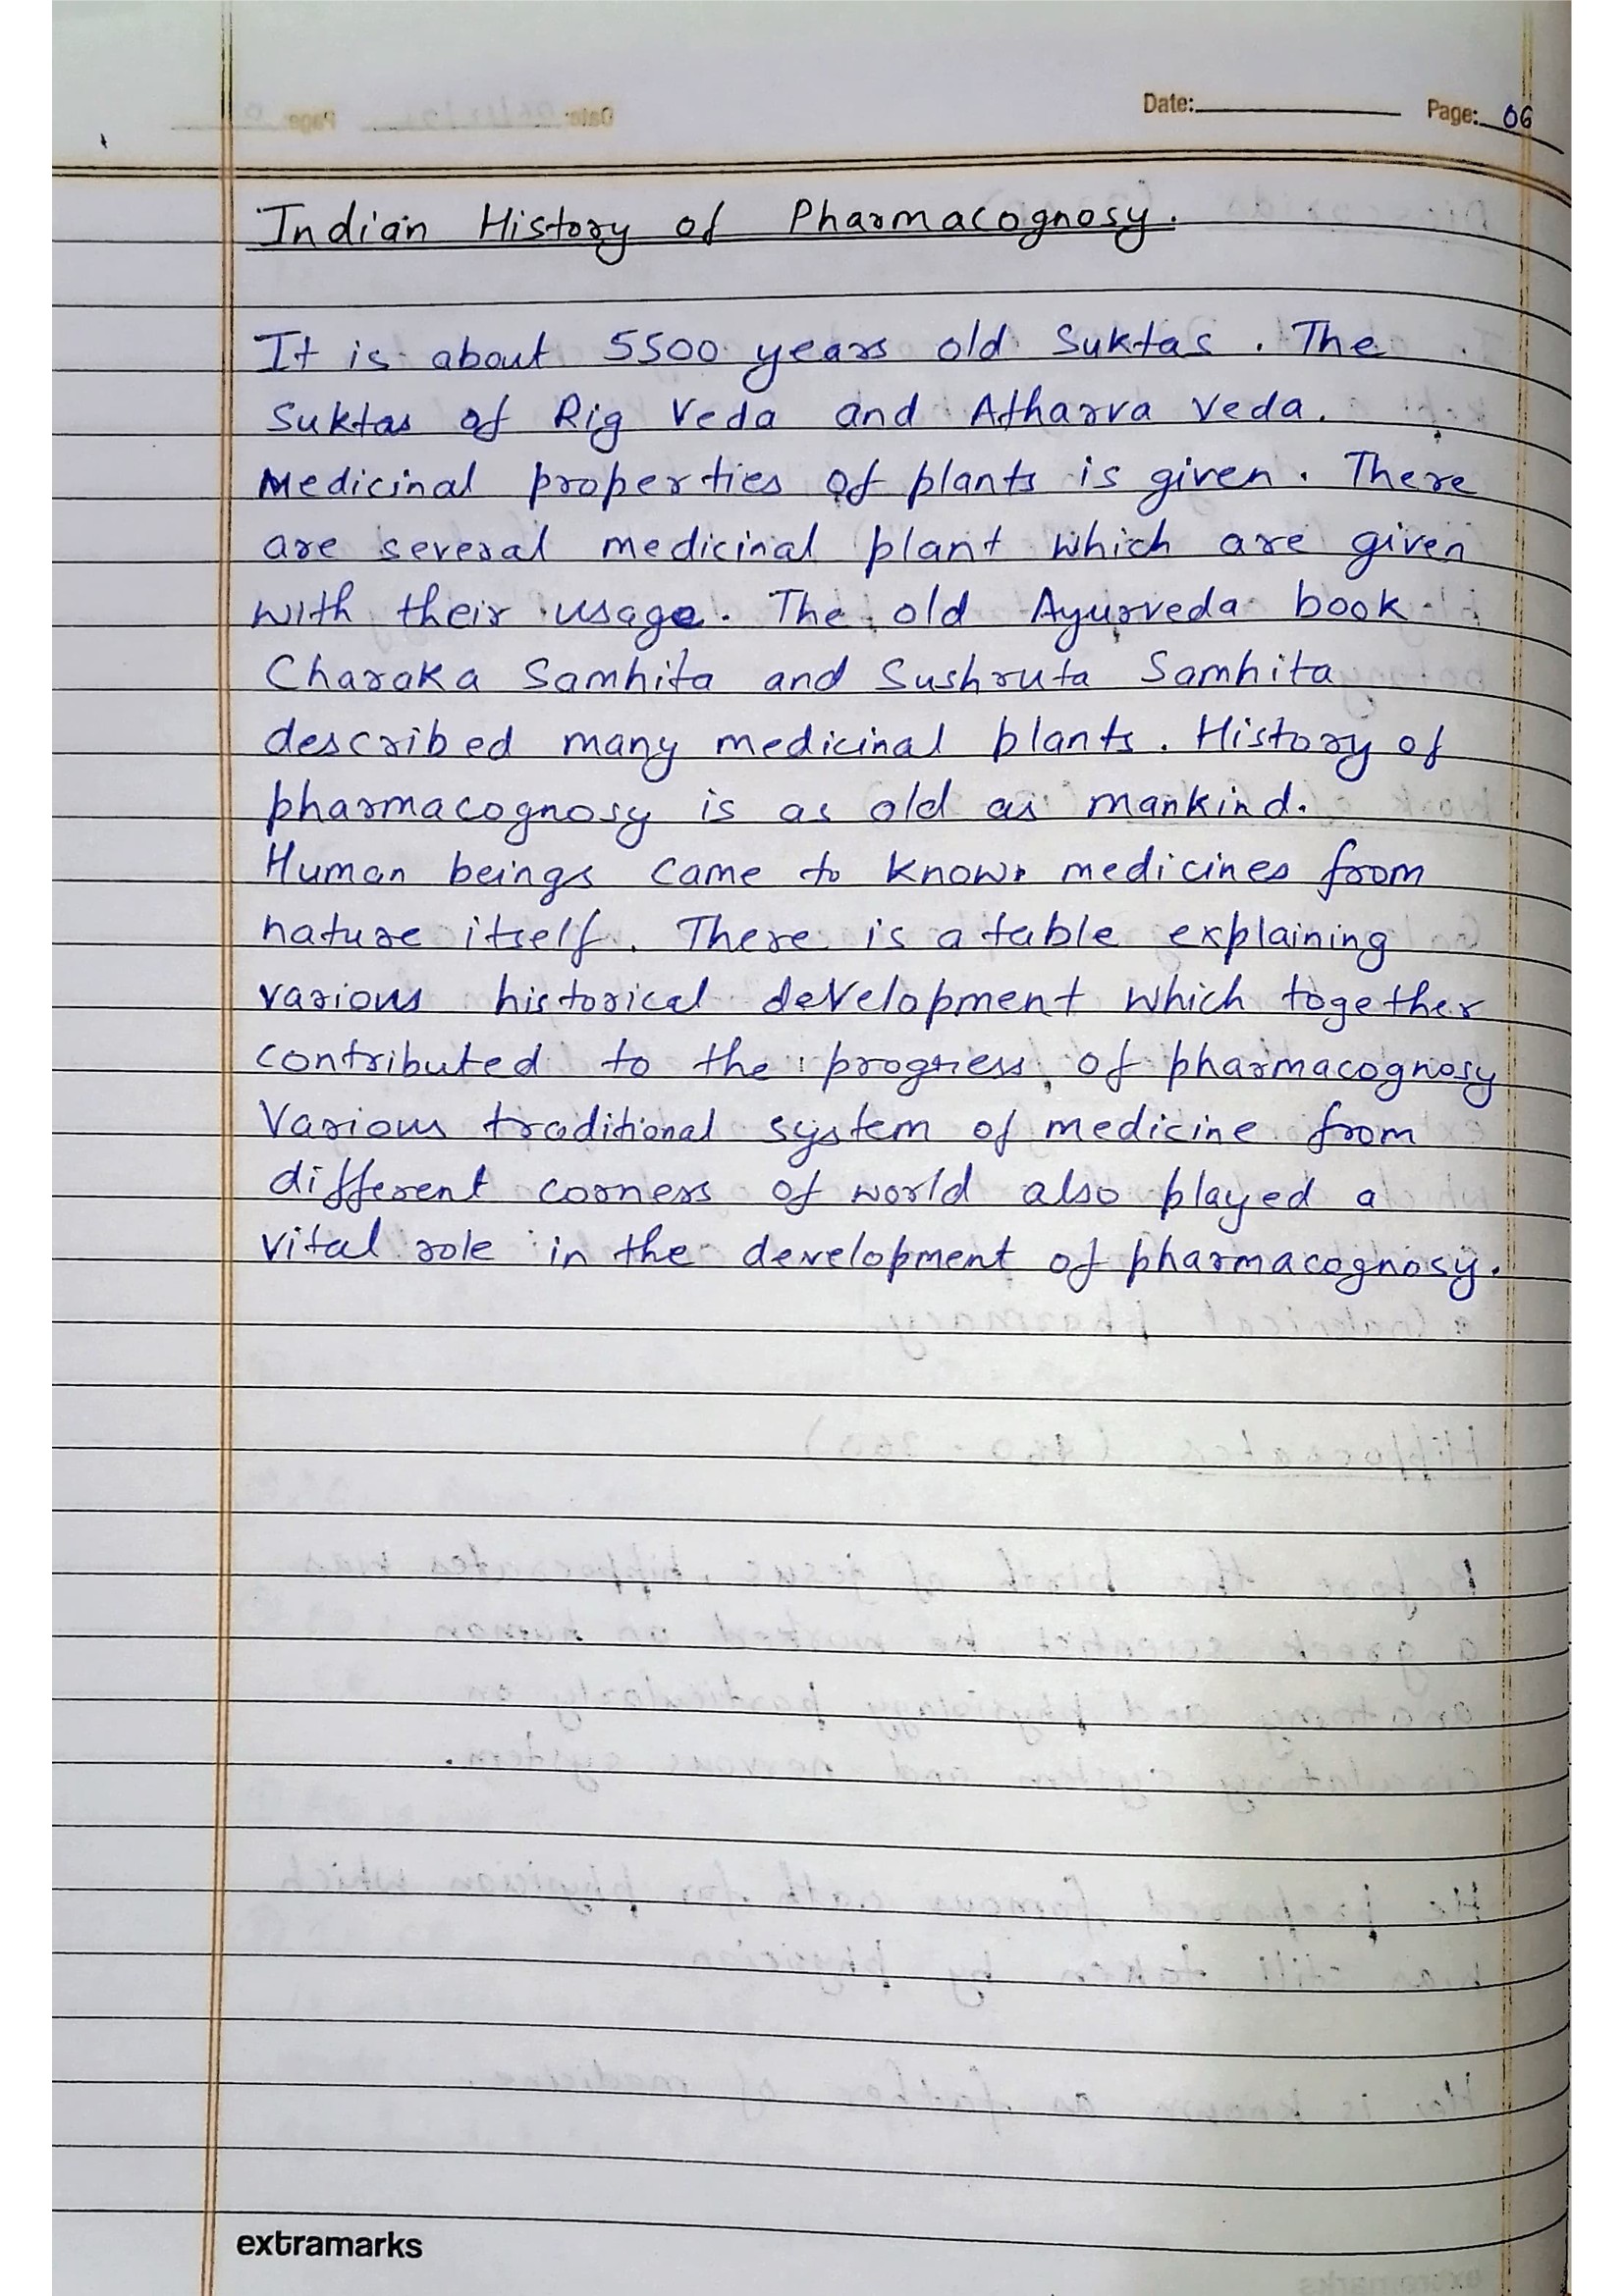 Date: Page: 06
Indian History of Pharmacognosy.
It is about 5500 years old Suktas. The
Suktas of Rig Veda and Atharva Veda.
Medicinal properties of plants is given. There
are several medicinal plant which are given
with their usage. The old Ayurveda book
Charaka Samhita and Sushruta Samhita
described many medicinal plants. History of
pharmacognosy is as old as mankind.
Human beings came to know medicines from
nature itself. There is a table explaining
various historical development which together
contributed to the progress of pharmacognosy
Various traditional system of medicine from
different corners of world also played a
vital role in the development of pharmacognosy.
extramarks